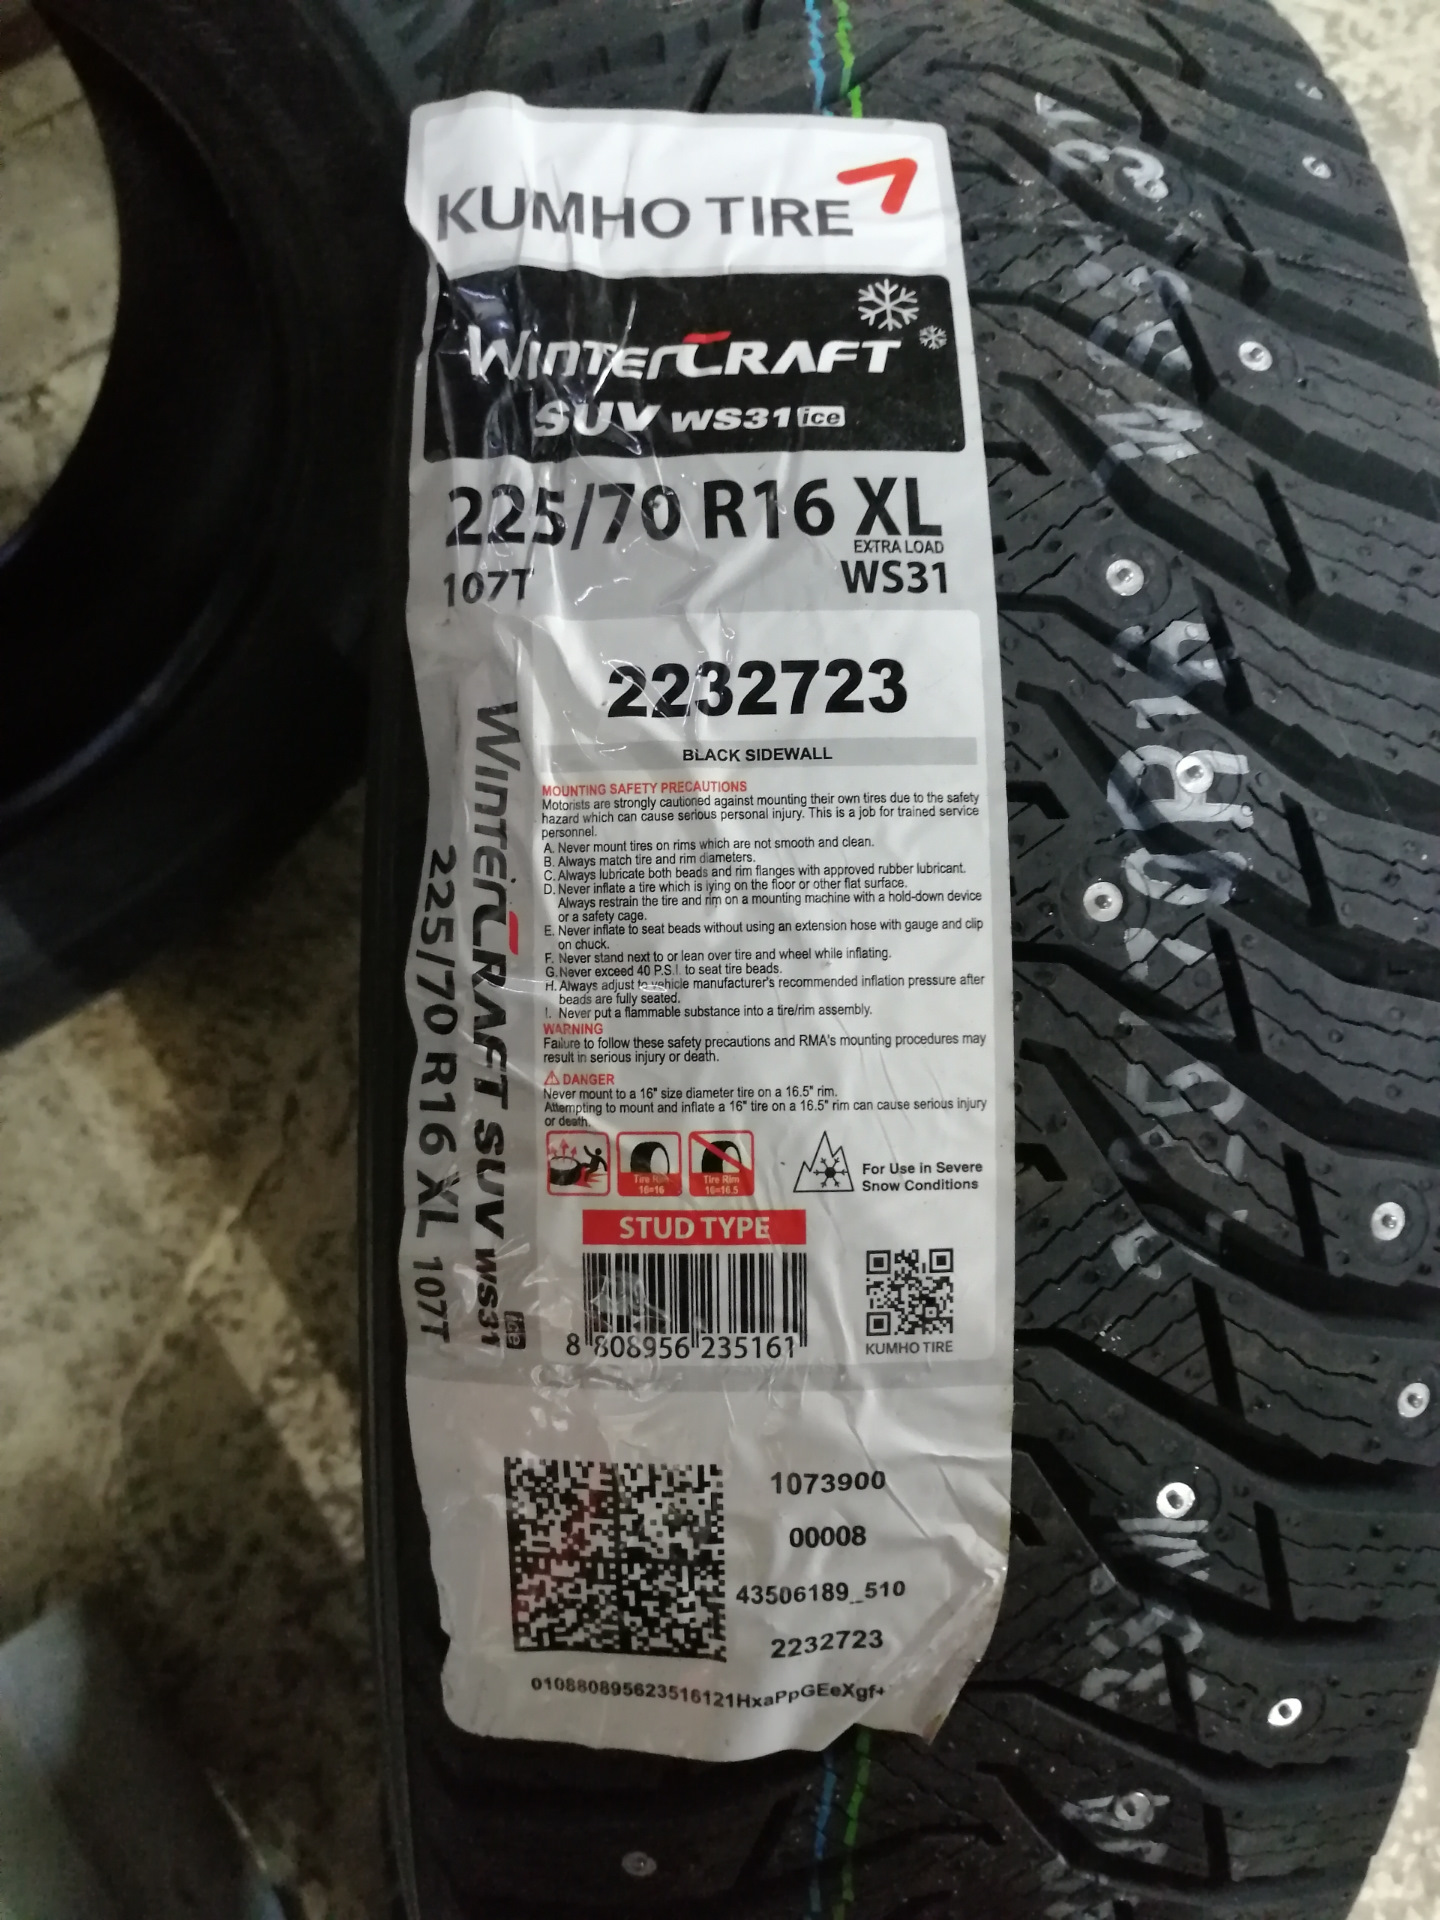 KUMHO TIRE
WINTERCRAFT
SUV WS31 ice
225/70 R16 XL
EXTRA LOAD
107T WS31
2232723
BLACK SIDEWALL
MOUNTING SAFETY PRECAUTIONS
Motorists are strongly cautioned against mounting their own tires due to the safety
hazard which can cause serious personal injury. This is a job for trained service
personnel.
A. Never mount tires on rims which are not smooth and clean.
B. Always match tire and rim diameters.
C. Always lubricate both beads and rim flanges with approved rubber lubricant.
D. Never inflate a tire which is lying on the floor or other flat surface.
Always restrain the tire and rim on a mounting machine with a hold-down device
or a safety cage.
E. Never inflate to seat beads without using an extension hose with gauge and clip
on chuck.
F. Never stand next to or lean over tire and wheel while inflating.
G. Never exceed 40 P.S.I. to seat tire beads.
H. Always adjust to vehicle manufacturer's recommended inflation pressure after
beads are fully seated.
I. Never put a flammable substance into a tire/rim assembly.
WARNING
Failure to follow these safety precautions and RMA's mounting procedures may
result in serious injury or death.
DANGER
Never mount to a 16" size diameter tire on a 16.5" rim.
Attempting to mount and inflate a 16" tire on a 16.5" rim can cause serious injury
or death.
Tire Rim
16=16
Tire Rim
16=16.5
For Use in Severe
Snow Conditions
STUD TYPE
8 808956 235161
KUMHO TIRE
WINTERCRAFT SUV WS31 ice
225/70 R16 XL 107T
1073900
00008
43506189_510
2232723
010880895623516121HxaPpGEeXgf+